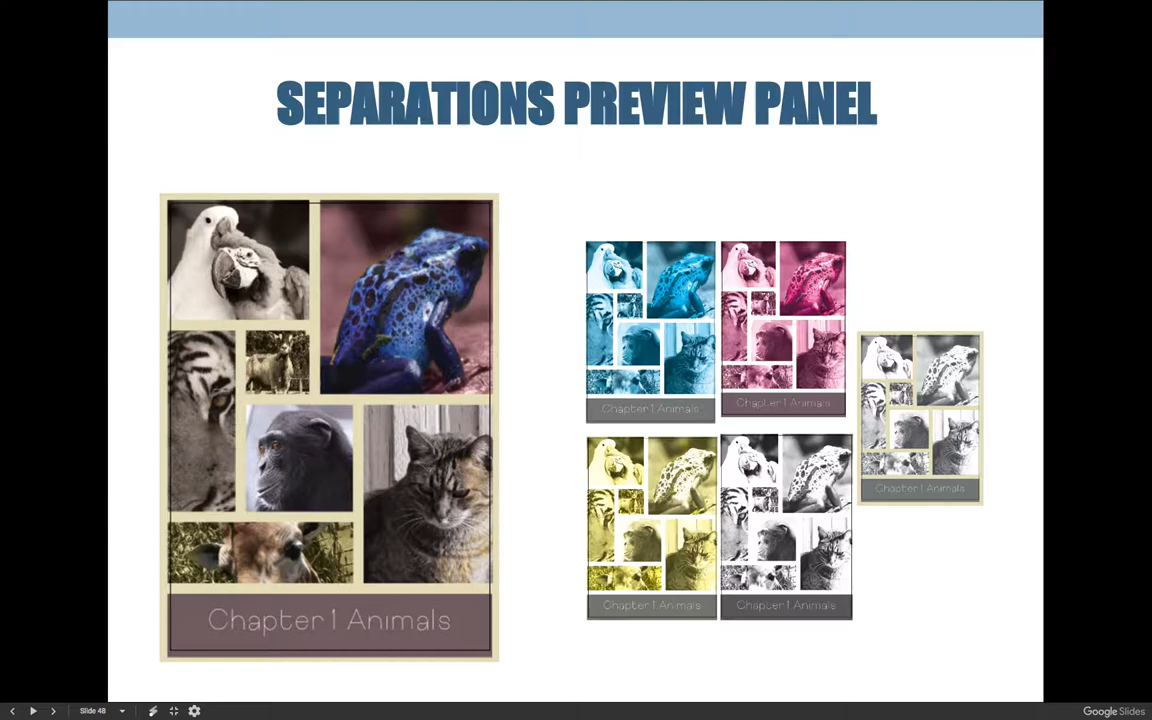 SEPARATIONS PREVIEW PANEL
Chapter 1 Animals
Chapter 1 Animals
Chapter 1 Animals
Chapter 1 Animals
Chapter 1 Animals
Chapter 1 Animals
Slide 48
Google Slides